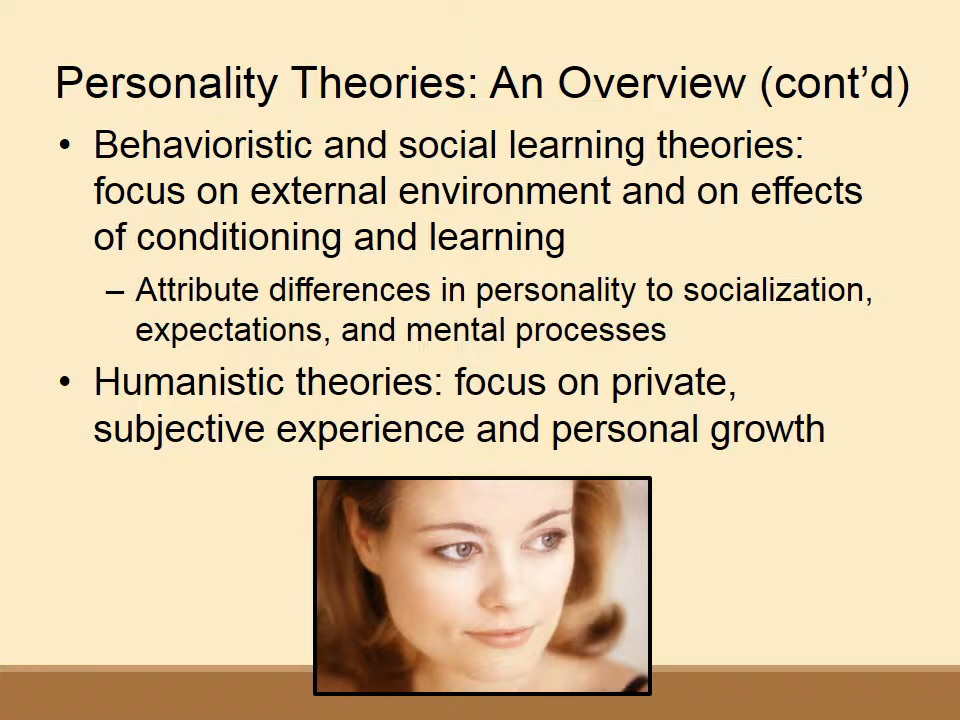 Personality Theories: An Overview (cont’d)
• Behavioristic and social learning theories:
focus on external environment and on effects
of conditioning and learning
– Attribute differences in personality to socialization,
expectations, and mental processes
• Humanistic theories: focus on private,
subjective experience and personal growth